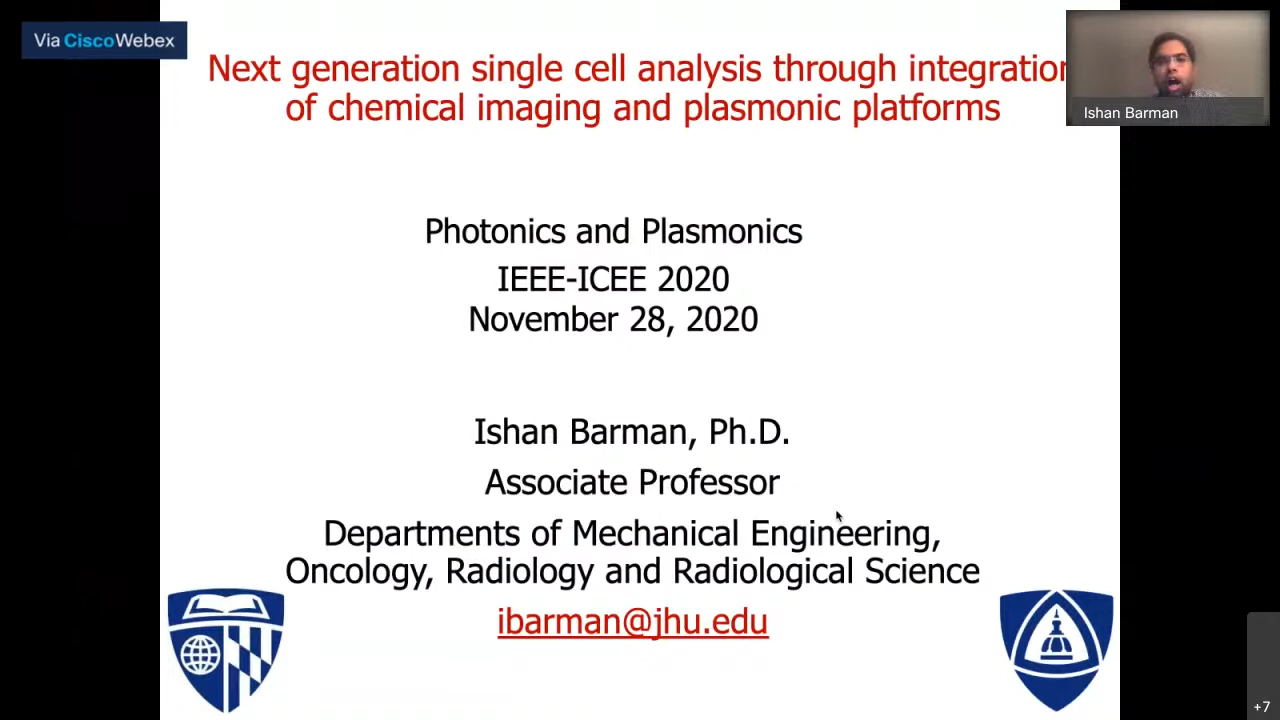 Via Cisco Webex
Next generation single cell analysis through integration
of chemical imaging and plasmonic platforms
Ishan Barman
Photonics and Plasmonics
IEEE-ICEE 2020
November 28, 2020
Ishan Barman, Ph.D.
Associate Professor
Departments of Mechanical Engineering,
Oncology, Radiology and Radiological Science
ibarman@jhu.edu
+7